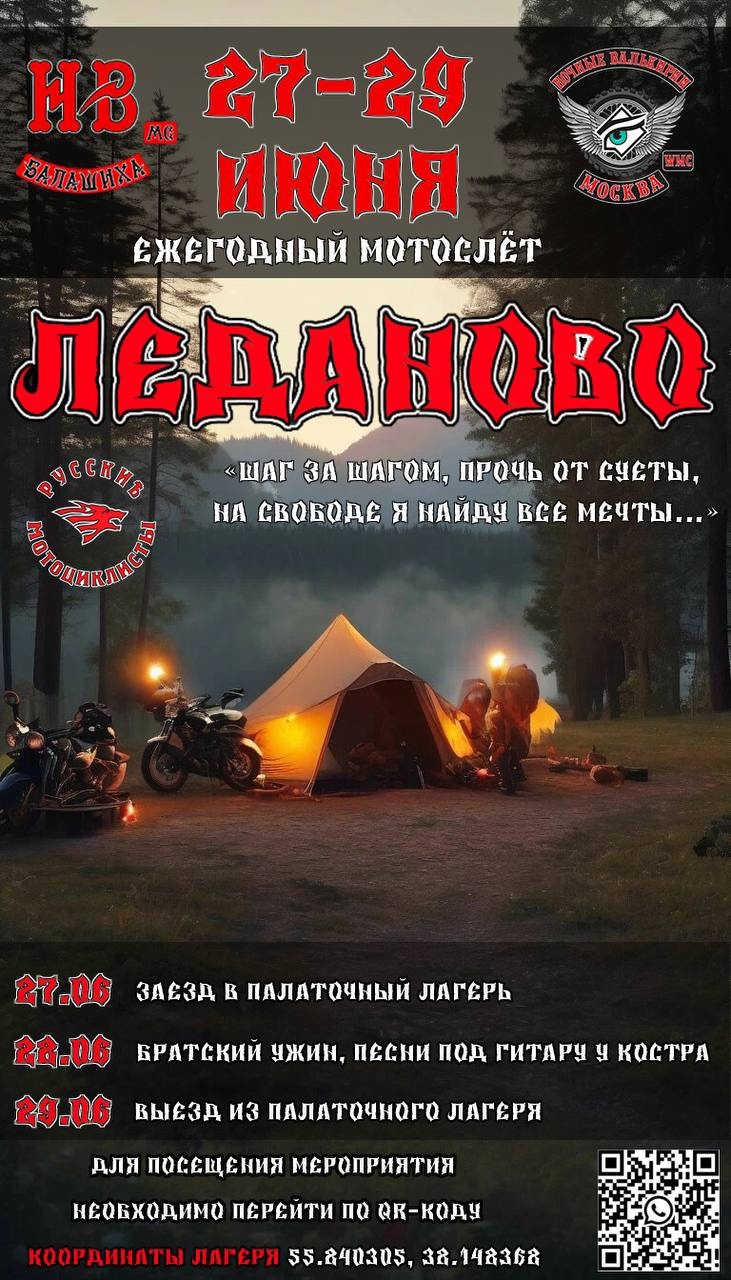 НВ
МС
БАЛАШИХА
27-29
ИЮНЯ
НОЧНЫЕ ВАЛЬКИРИИ
WMC
МОСКВА
ЕЖЕГОДНЫЙ МОТОСЛЁТ
ЛЕДАНОВО
РУССКИѢ
МОТОЦИКЛИСТЫ
«ШАГ ЗА ШАГОМ, ПРОЧЬ ОТ СУЕТЫ,
НА СВОБОДЕ Я НАЙДУ ВСЕ МЕЧТЫ...»
27.06 ЗАЕЗД В ПАЛАТОЧНЫЙ ЛАГЕРЬ
28.06 БРАТСКИЙ УЖИН, ПЕСНИ ПОД ГИТАРУ У КОСТРА
29.06 ВЫЕЗД ИЗ ПАЛАТОЧНОГО ЛАГЕРЯ
ДЛЯ ПОСЕЩЕНИЯ МЕРОПРИЯТИЯ
НЕОБХОДИМО ПЕРЕЙТИ ПО QR-КОДУ
КООРДИНАТЫ ЛАГЕРЯ 55.840305, 38.148368